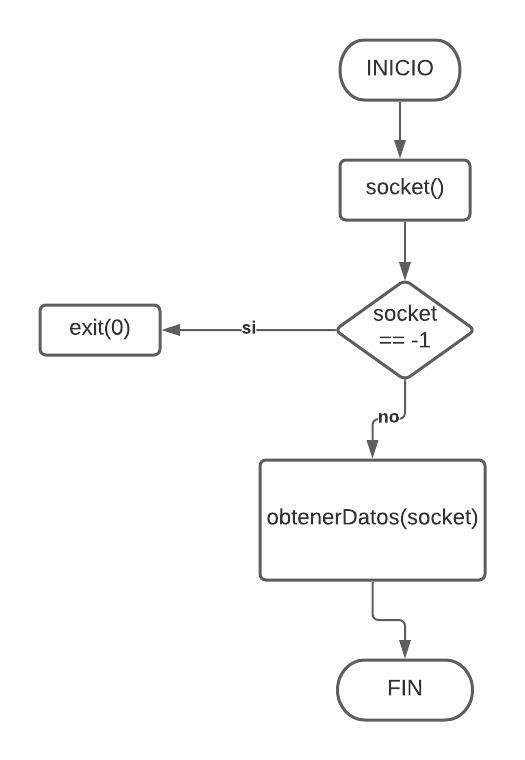 INICIO
socket()
socket
== -1
si
exit(0)
no
obtenerDatos(socket)
FIN